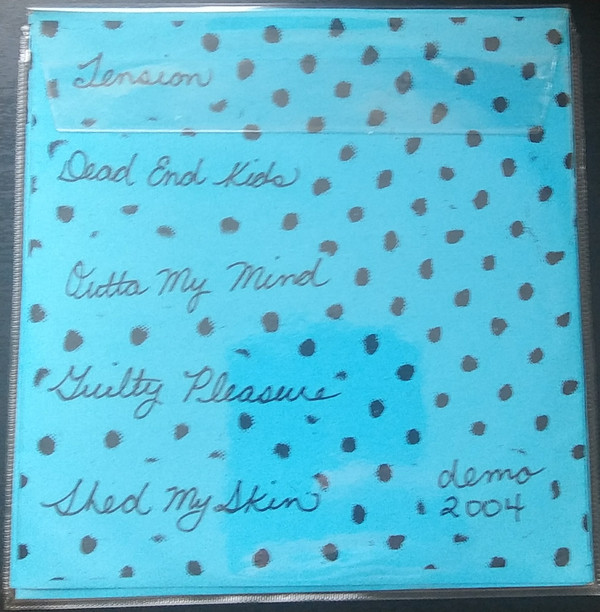 Tension
Dead End Kids
Outta My Mind
Guilty Pleasure
Shed My Skin
demo
2004